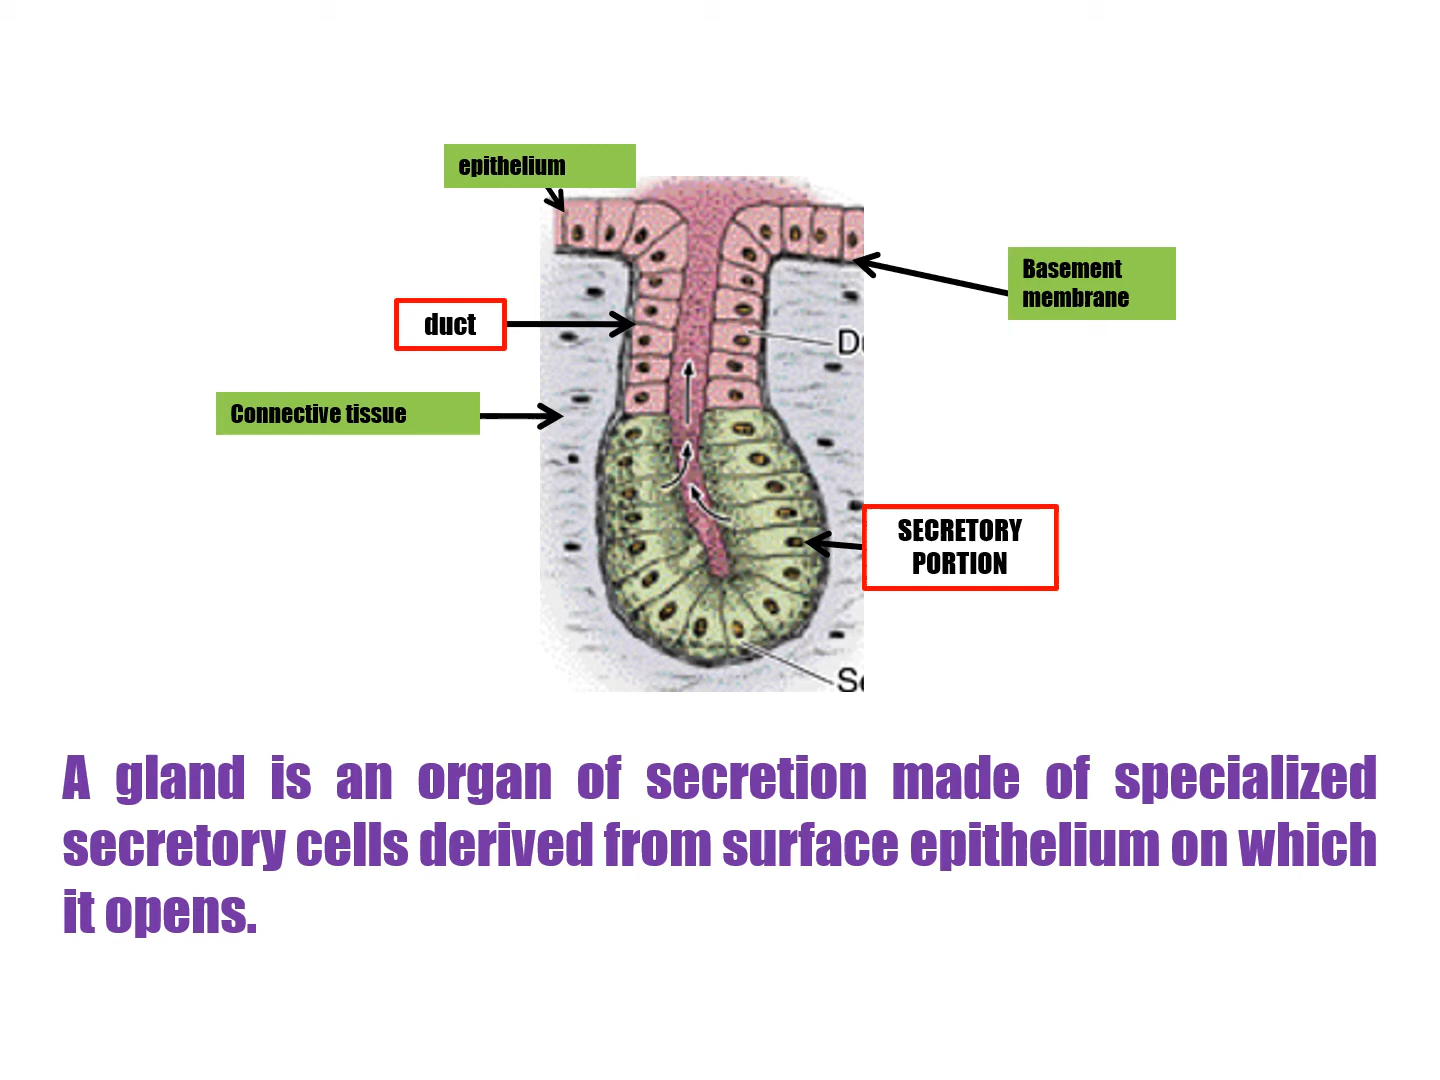 epithelium
Basement
membrane
duct
Connective tissue
SECRETORY
PORTION
A gland is an organ of secretion made of specialized
secretory cells derived from surface epithelium on which
it opens.